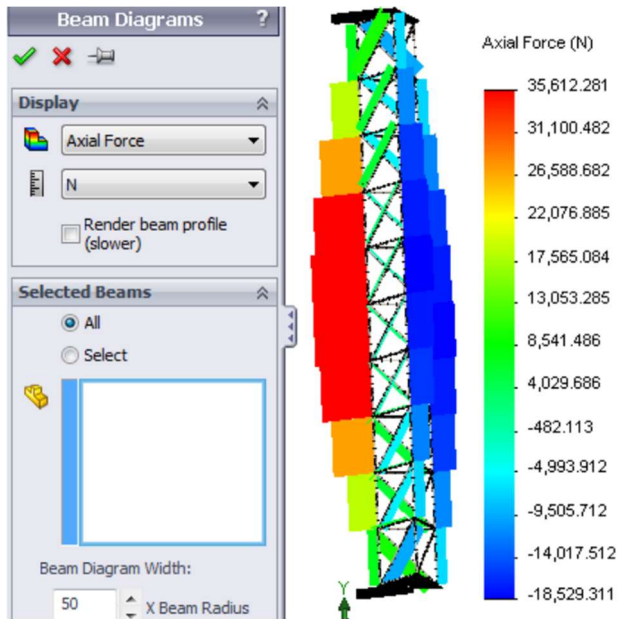 Beam Diagrams ?
Display
Axial Force
N
Render beam profile
(slower)
Selected Beams
All
Select
Beam Diagram Width:
50 X Beam Radius
Y
Axial Force (N)
35,612.281
31,100.482
26,588.682
22,076.885
17,565.084
13,053.285
8,541.486
4,029.686
-482.113
-4,993.912
-9,505.712
-14,017.512
-18,529.311